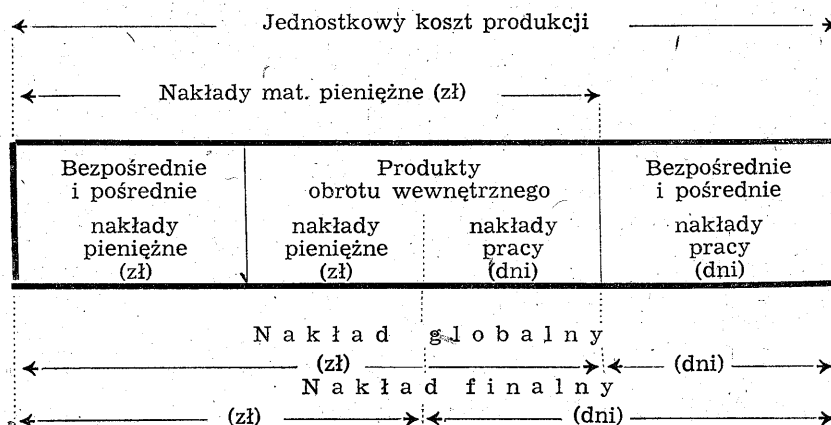 Jednostkowy koszt produkcji
Nakłady mat. pieniężne (zł)
Bezpośrednie
i pośrednie
nakłady
pieniężne
(zł)
Produkty
obrotu wewnętrznego
nakłady
pieniężne
(zł)
nakłady
pracy
(dni)
Bezpośrednie
i pośrednie
nakłady
pracy
(dni)
Nakład globalny
(zł) (dni)
Nakład finalny
(zł) (dni)